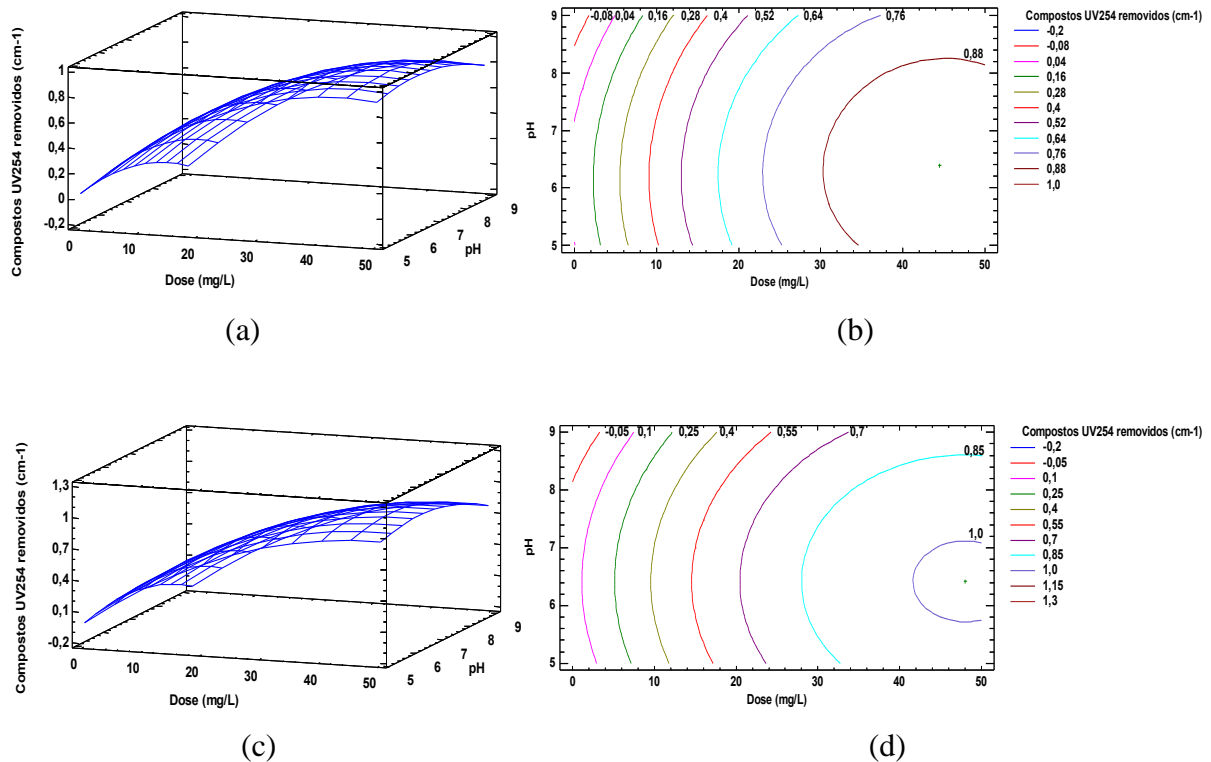 Compostos UV254 removidos (cm-1)
1
0,8
0,6
0,4
0,2
0
-0,2
0 10 20 30 40 50
Dose (mg/L)
5 6 7 8 9
pH
(a)
-0,08 0,04 0,16 0,28 0,4 0,52 0,64 0,76
0,88
9
8
7
6
5
pH
0 10 20 30 40 50
Dose (mg/L)
Compostos UV254 removidos (cm-1)
-0,2
-0,08
0,04
0,16
0,28
0,4
0,52
0,64
0,76
0,88
1,0
(b)
Compostos UV254 removidos (cm-1)
1,3
1
0,7
0,4
0,1
-0,2
0 10 20 30 40 50
Dose (mg/L)
5 6 7 8 9
pH
(c)
-0,05 0,1 0,25 0,4 0,55 0,7
0,85
1,0
9
8
7
6
5
pH
0 10 20 30 40 50
Dose (mg/L)
Compostos UV254 removidos (cm-1)
-0,2
-0,05
0,1
0,25
0,4
0,55
0,7
0,85
1,0
1,15
1,3
(d)